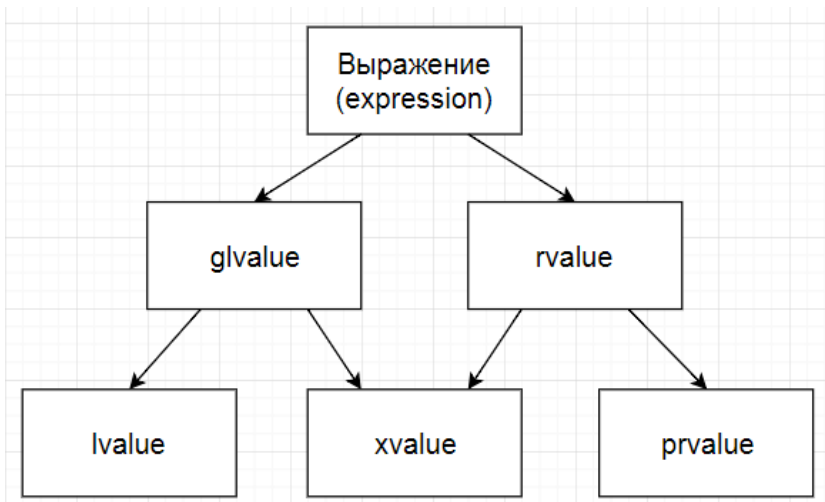 Выражение
(expression)
glvalue
rvalue
lvalue
xvalue
prvalue